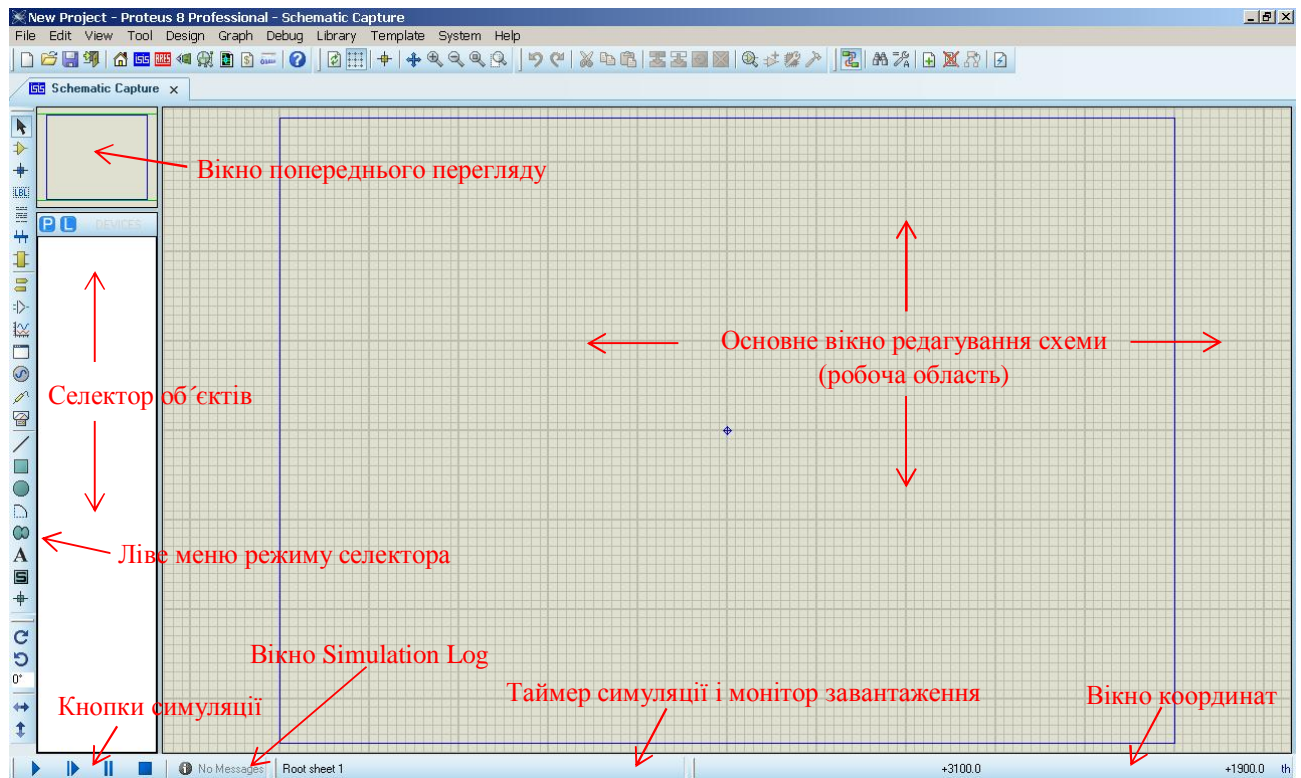 New Project - Proteus 8 Professional - Schematic Capture
File Edit View Tool Design Graph Debug Library Template System Help
Schematic Capture
Вікно попереднього перегляду
LBL
P L DEVICES
Основне вікно редагування схеми
(робоча область)
Селектор об´єктів
Ліве меню режиму селектора
A
S
Вікно Simulation Log
0°
Таймер симуляції і монітор завантаження
Вікно координат
Кнопки симуляції
No Messages Root sheet 1 +3100.0 +1900.0 th